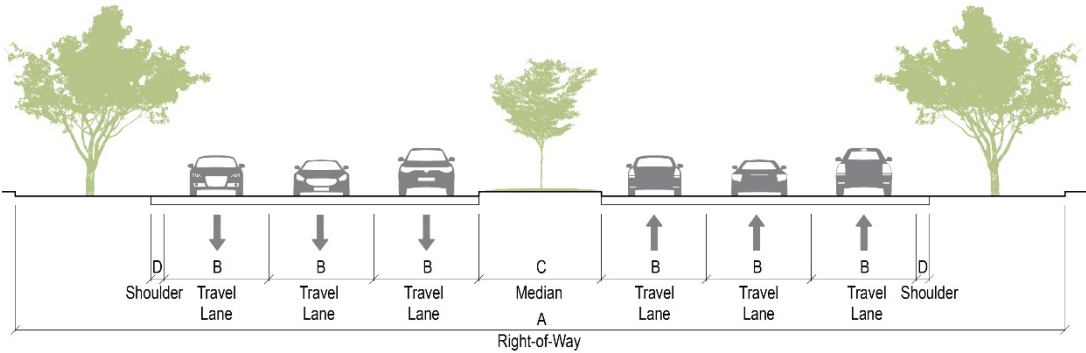 D B B B C B B B D
Shoulder Travel Travel Travel Median Travel Travel Travel Shoulder
Lane Lane Lane Lane Lane Lane
A
Right-of-Way